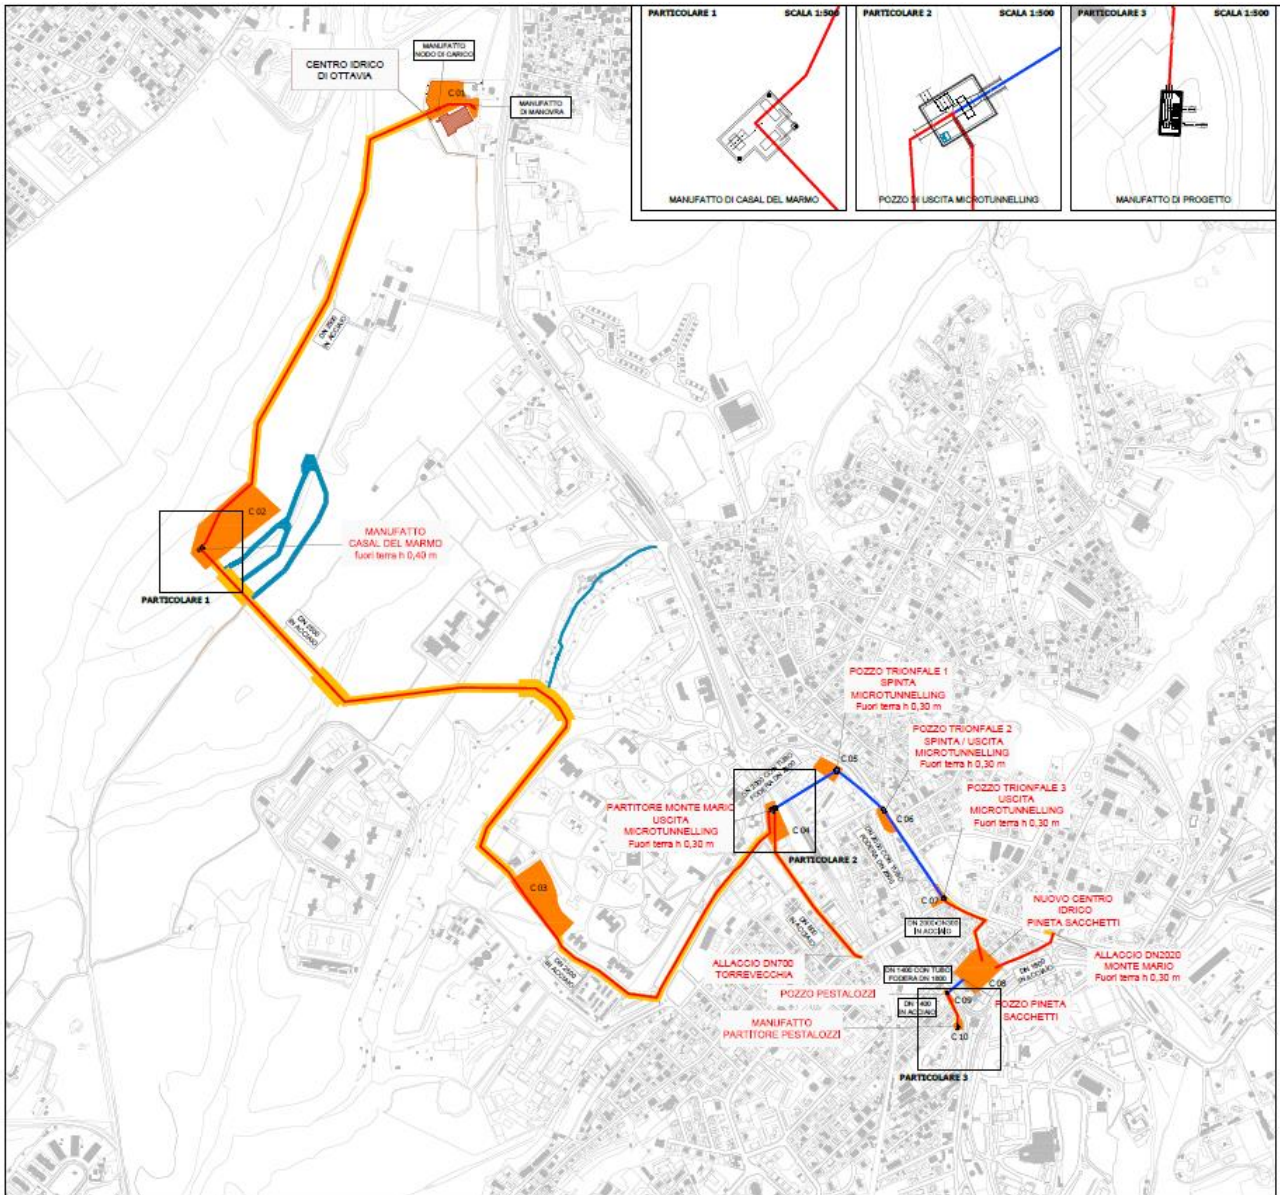 PARTICOLARE 1 SCALA 1:500
MANUFATTO DI CASAL DEL MARMO
PARTICOLARE 2 SCALA 1:500
POZZO DI USCITA MICROTUNNELLING
PARTICOLARE 3 SCALA 1:500
MANUFATTO DI PROGETTO
MANUFATTO
NODO DI CARICO
CENTRO IDRICO
DI OTTAVIA
C 01
MANUFATTO
DI MANOVRA
DN 2500
IN ACCIAIO
C 02
MANUFATTO
CASAL DEL MARMO
fuori terra h 0,40 m
PARTICOLARE 1
DN 2500
IN ACCIAIO
POZZO TRIONFALE 1
SPINTA
MICROTUNNELLING
Fuori terra h 0,30 m
POZZO TRIONFALE 2
SPINTA / USCITA
MICROTUNNELLING
Fuori terra h 0,30 m
C 05
POZZO TRIONFALE 3
USCITA
MICROTUNNELLING
Fuori terra h 0,30 m
PARTITORE MONTE MARIO
USCITA
MICROTUNNELLING
Fuori terra h 0,30 m
C 06
C 04
PARTICOLARE 2
C 03
C 07
NUOVO CENTRO
IDRICO
PINETA SACCHETTI
DN 800
IN ACCIAIO
IN ACCIAIO
DN 2500
IN ACCIAIO
ALLACCIO DN700
TORREVECCHIA
ALLACCIO DN2020
MONTE MARIO
Fuori terra h 0,30 m
DN 1400 CON TUBO
FODERA DN 1800
IN ACCIAIO
C 08
POZZO PESTALOZZI
C 09
POZZO PINETA
SACCHETTI
DN 1400
IN ACCIAIO
MANUFATTO
PARTITORE PESTALOZZI
C 10
PARTICOLARE 3